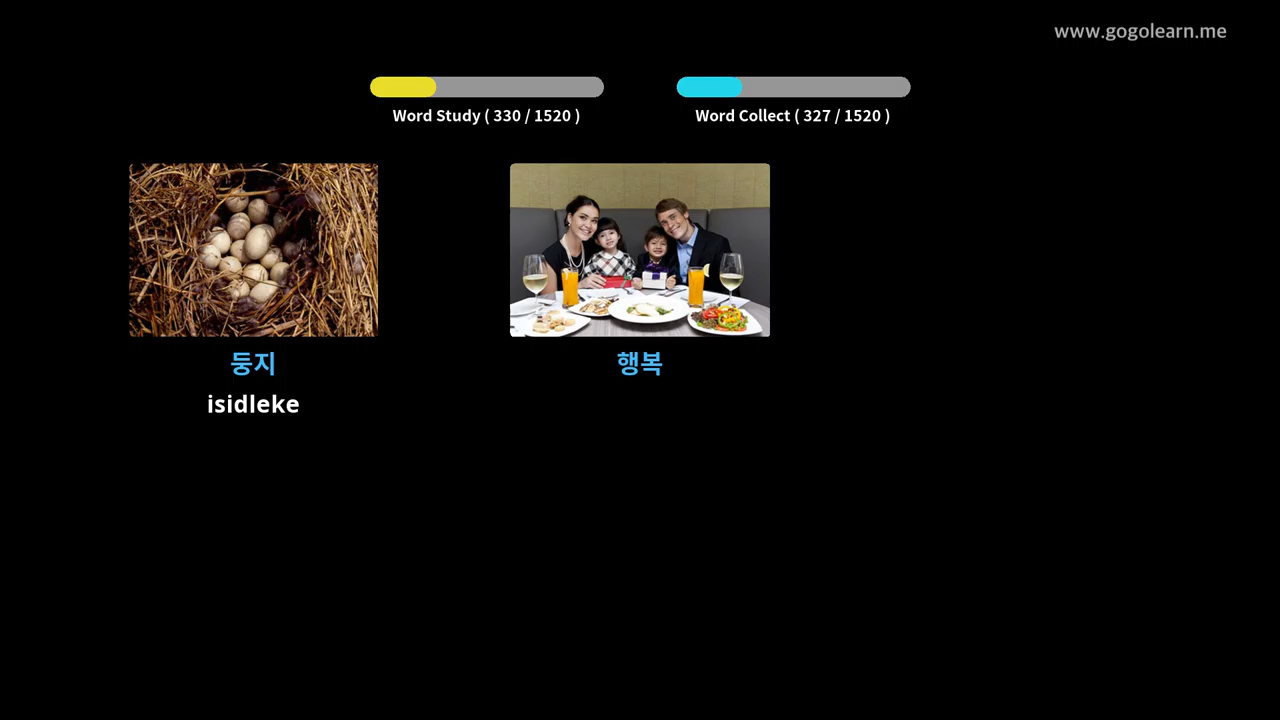 www.gogolearn.me
Word Study ( 330 / 1520 )
Word Collect ( 327 / 1520 )
둥지
행복
isidleke